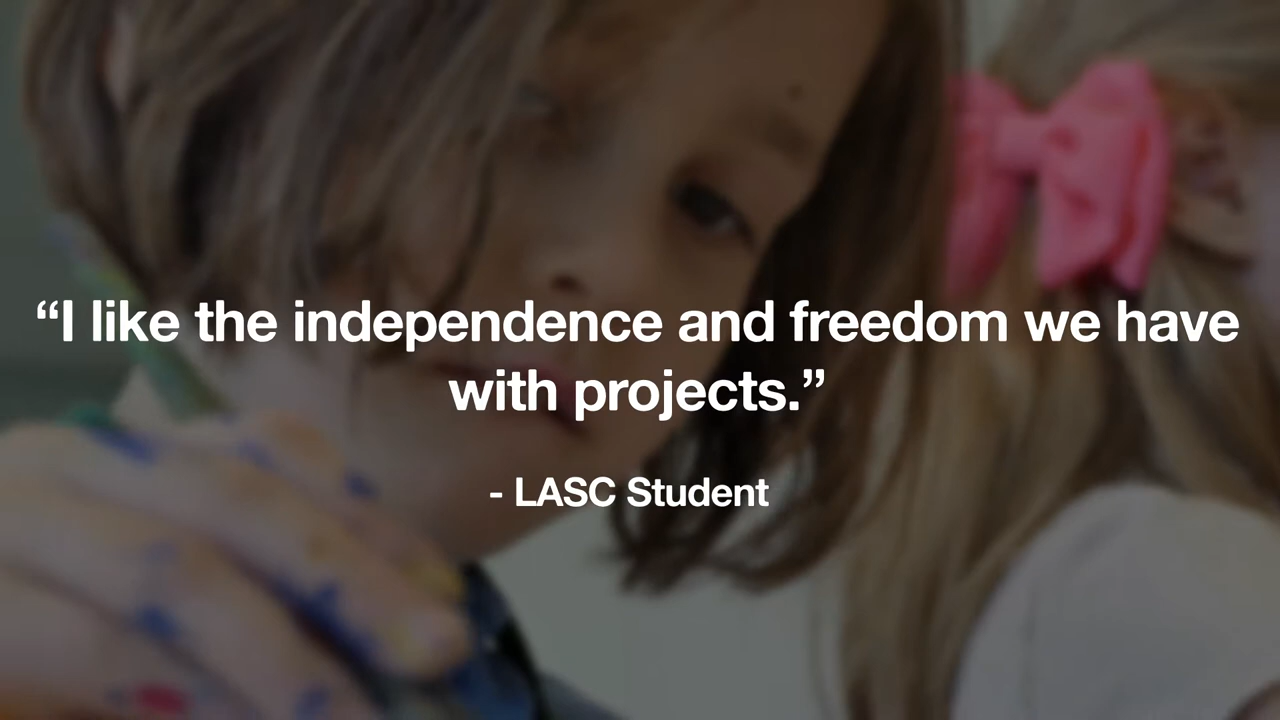 “I like the independence and freedom we have
with projects.”
- LASC Student